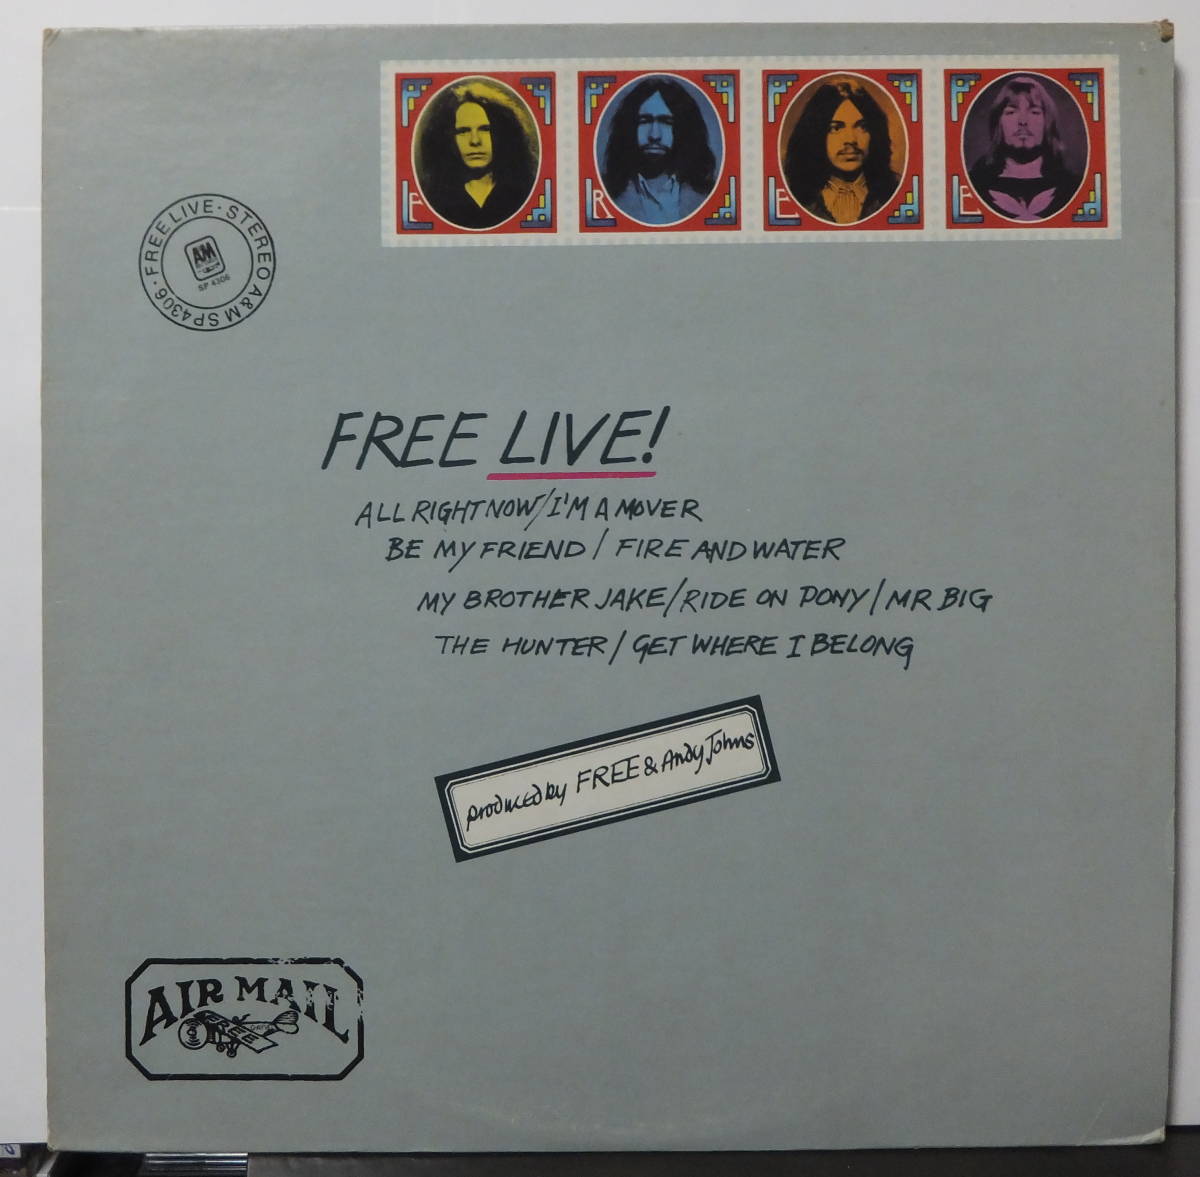 F R E E
FREE LIVE · STEREO A&M SP4306 ·
A&M
SP 4306
FREE LIVE!
ALL RIGHT NOW/I'M A MOVER
BE MY FRIEND/ FIRE AND WATER
MY BROTHER JAKE/RIDE ON PONY/MR BIG
THE HUNTER/GET WHERE I BELONG
produced by FREE & Andy Johns
AIR MAIL
FREE